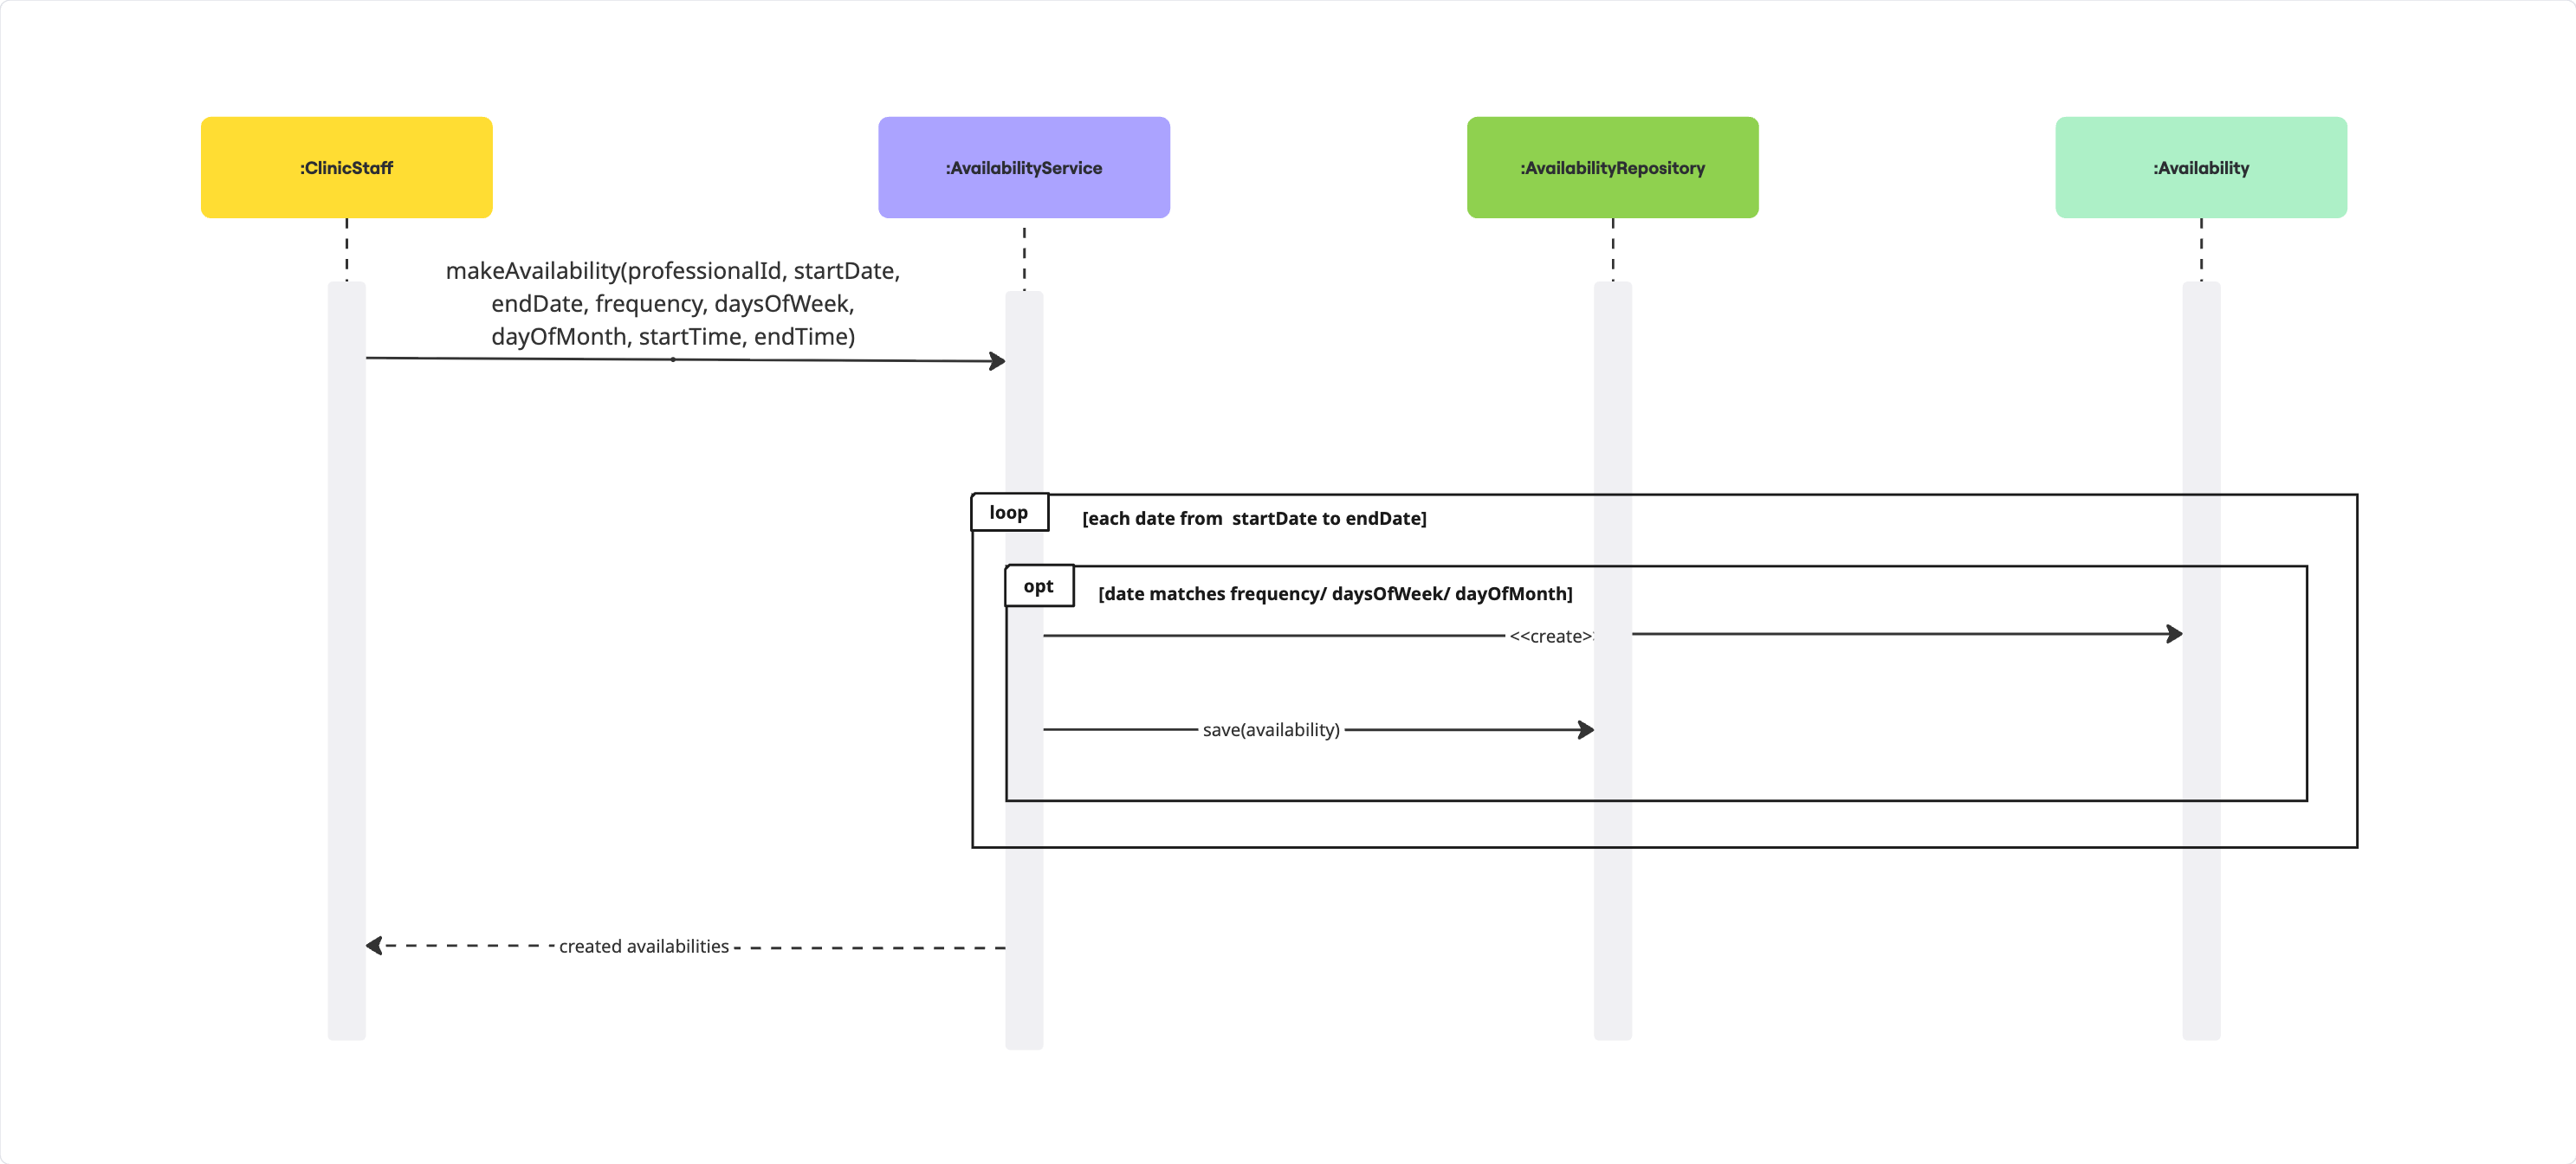 :ClinicStaff
:AvailabilityService
:AvailabilityRepository
:Availability
makeAvailability(professionalId, startDate,
endDate, frequency, daysOfWeek,
dayOfMonth, startTime, endTime)
loop
[each date from  startDate to endDate]
opt
[date matches frequency/ daysOfWeek/ dayOfMonth]
<<create>
save(availability)
created availabilities